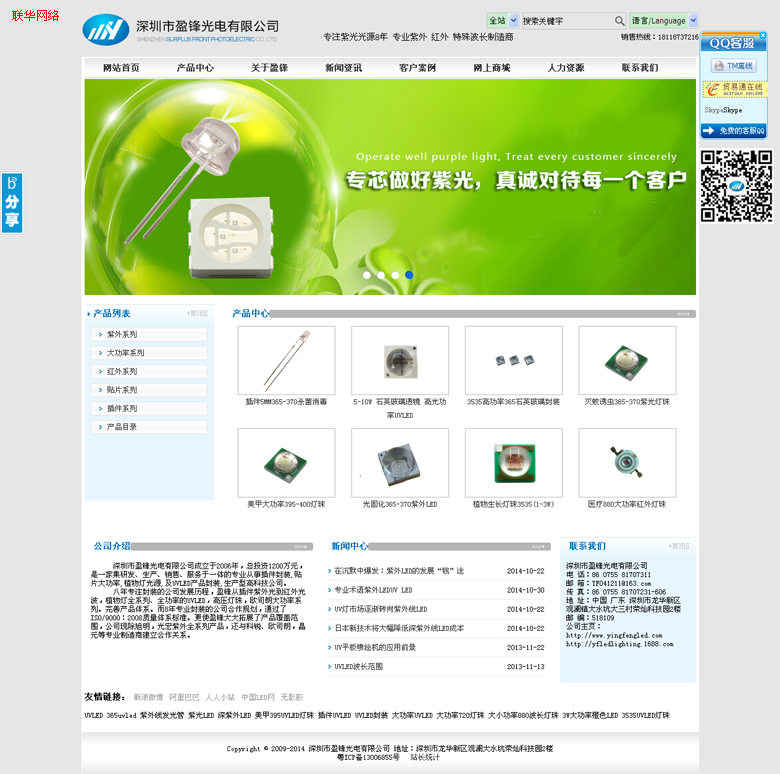 联华网络
深圳市盈锋光电有限公司
SHENZHEN SURPLUS FRONT PHOTOELECTRIC CO., LTD
专注紫光光源8年 专业紫外 红外 特殊波长制造商
全站
搜索关键字
语言/Language
销售热线：18118737216
网站首页 产品中心 关于盈锋 新闻资讯 客户案例 网上商城 人力资源 联系我们
Operate well purple light, Treat every customer sincerely
专芯做好紫光，真诚对待每一个客户
分享
QQ客服
TM离线
贸易通在线
ALITALK ONLINE
Skype Skype
免费的客服QQ
产品列表 +MORE
紫外系列
大功率系列
红外系列
贴片系列
插件系列
产品目录
产品中心 more
插件5MM365-370杀菌消毒
5-10W 石英玻璃透镜 高光功率UVLED
3535高功率365石英玻璃封装
灭蚊诱虫365-370紫光灯珠
美甲大功率395-400灯珠
光固化365-370紫外LED
植物生长灯珠3535(1-3W)
医疗880大功率红外灯珠
公司介绍 more
深圳市盈锋光电有限公司成立于2006年，总投资1200万元，
是一家集研发、生产、销售、服务于一体的专业从事插件封装，贴
片大功率，植物灯光源，及UVLED产品封装，生产型高科技公司。
八年专注封装的公司发展历程，盈锋从插件紫外光到红外光
波，植物灯全系列、全功率的UVLED，高压灯珠，欧司朗大功率系
列。完善产品体系。而8年专业封装的公司合作规划，通过了
ISO/9000：2008质量体系标准。更使盈锋大大拓展了产品覆盖范
围，公司现除旭明，光宏紫外全系列产品，还与科锐、欧司朗，晶
元等专业制造商建立合作关系。
新闻中心 more
在沉默中爆发：紫外LED的发展“钱”途 2014-10-22
专业术语紫外LEDUV LED 2014-10-30
UV灯市场逐渐转向紫外线LED 2014-10-22
日本新技术将大幅降低深紫外线LED成本 2014-10-22
UV平板喷绘机的应用前景 2013-11-22
UVLED波长范围 2013-11-13
联系我们 +MORE
深圳市盈锋光电有限公司
电 话：86 0755 81707311
邮 箱：YF0412110163.com
传 真：86 0755 81707231-606
地 址：中国 广东 深圳市龙华新区
观澜镇大水坑大三村荣灿科技园2楼
邮 编：518109
公司主页：
http://www.yingfengled.com
http://yfledlighting.1688.com
友情链接： 新浪微博 阿里巴巴 人人小站 中国LED网 无影胶
UVLED 365uvled 紫外线发光管 紫光LED 深紫外LED 美甲395UVLED灯珠 插件UVLED UVLED封装 大功率UVLED 大功率720灯珠 大小功率880波长灯珠 3W大功率橙色LED 3535UVLED灯珠
Copyright © 2009-2014 深圳市盈锋光电有限公司 地址：深圳市龙华新区观澜大水坑荣灿科技园2楼
粤ICP备13006855号 站长统计